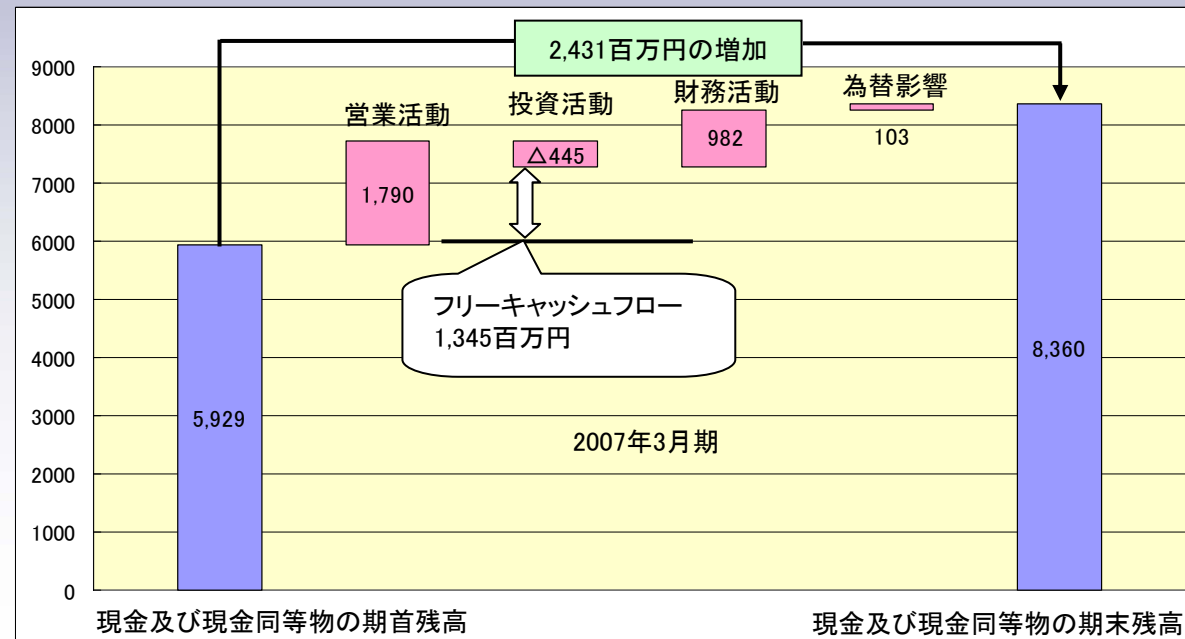 2,431百万円の増加
9000
8000
7000
6000
5000
4000
3000
2000
1000
0
営業活動
投資活動
財務活動
為替影響
1,790
△445
982
103
フリーキャッシュフロー
1,345百万円
5,929
8,360
2007年3月期
現金及び現金同等物の期首残高
現金及び現金同等物の期末残高